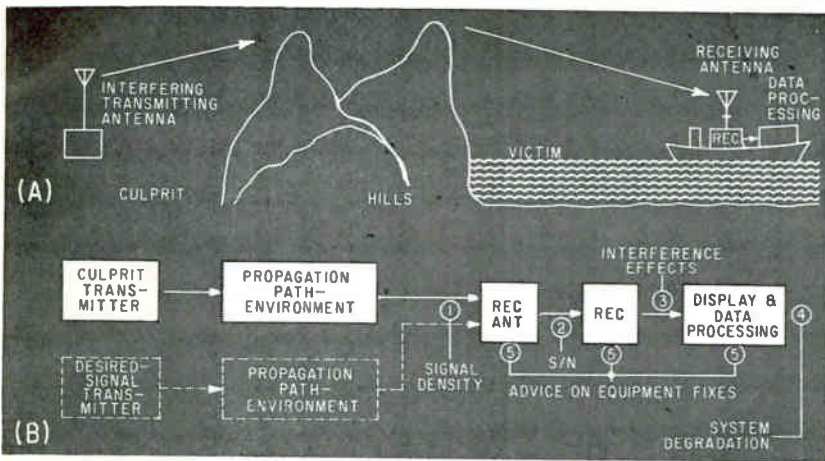 RECEIVING
ANTENNA
DATA
PROC-
ESSING
INTERFERING
TRANSMITTING
ANTENNA
REC
VICTIM
(A)
CULPRIT
HILLS
INTERFERENCE
EFFECTS
CULPRIT
TRANS-
MITTER
PROPAGATION
PATH-
ENVIRONMENT
1
REC
ANT
2
REC
3
DISPLAY &
DATA
PROCESSING
4
5
S/N
5
5
SIGNAL
DENSITY
ADVICE ON EQUIPMENT FIXES
DESIRED-
SIGNAL
TRANS-
MITTER
PROPAGATION
PATH-
ENVIRONMENT
(B)
SYSTEM
DEGRADATION